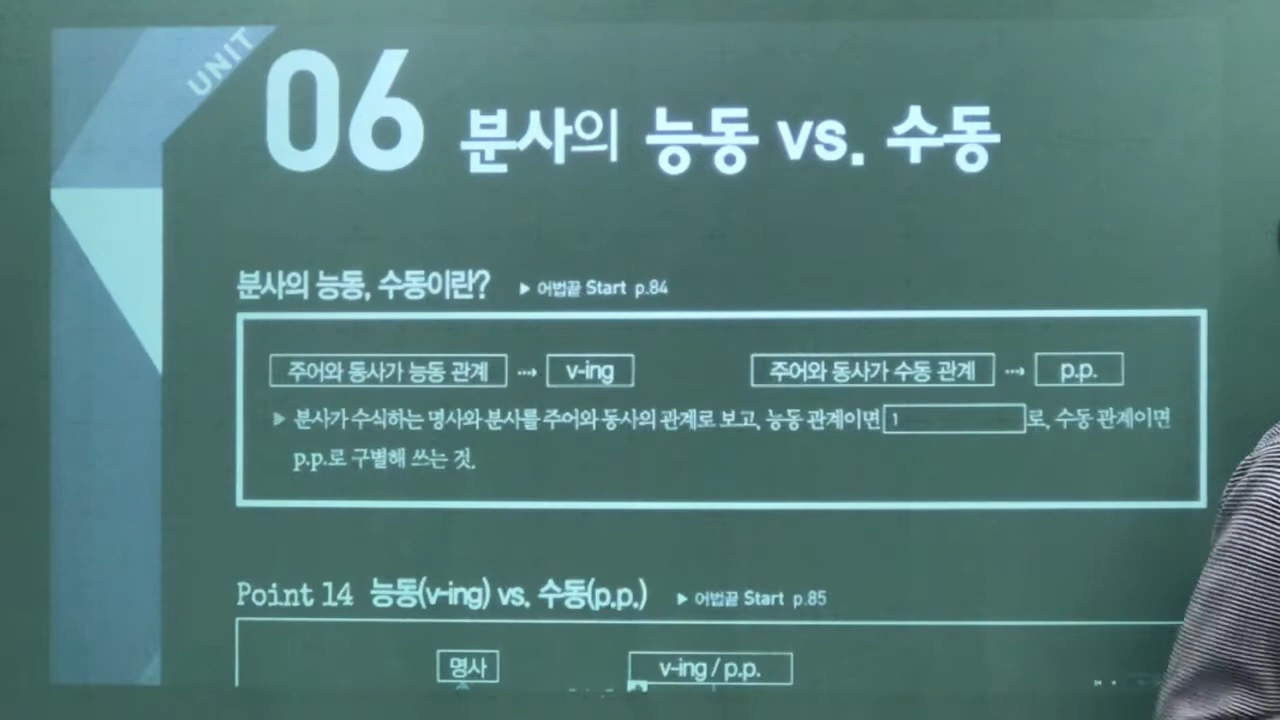 UNIT
06 분사의 능동 vs. 수동
분사의 능동, 수동이란? ▶ 어법끝 Start p.84
주어와 동사가 능동 관계 ···→ v-ing 주어와 동사가 수동 관계 ···→ p.p.
▶ 분사가 수식하는 명사와 분사를 주어와 동사의 관계로 보고, 능동 관계이면 1 로, 수동 관계이면
p.p.로 구별해 쓰는 것.
Point 14 능동(v-ing) vs. 수동(p.p.) ▶ 어법끝 Start p.85
명사 v-ing / p.p.